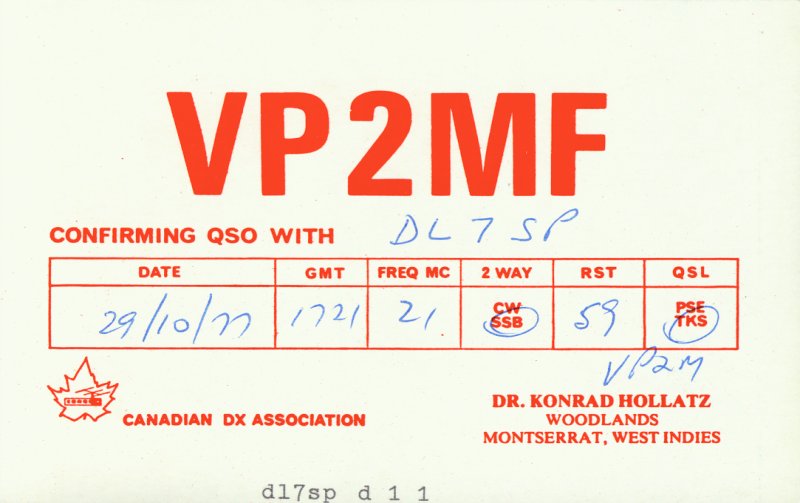 VP2MF
CONFIRMING QSO WITH DL7SP
DATE GMT FREQ MC 2 WAY RST QSL
29/10/77 1721 21 CW SSB 59 PSE TKS
VP2M
CANADIAN DX ASSOCIATION
DR. KONRAD HOLLATZ
WOODLANDS
MONTSERRAT, WEST INDIES
dl7sp d 1 1